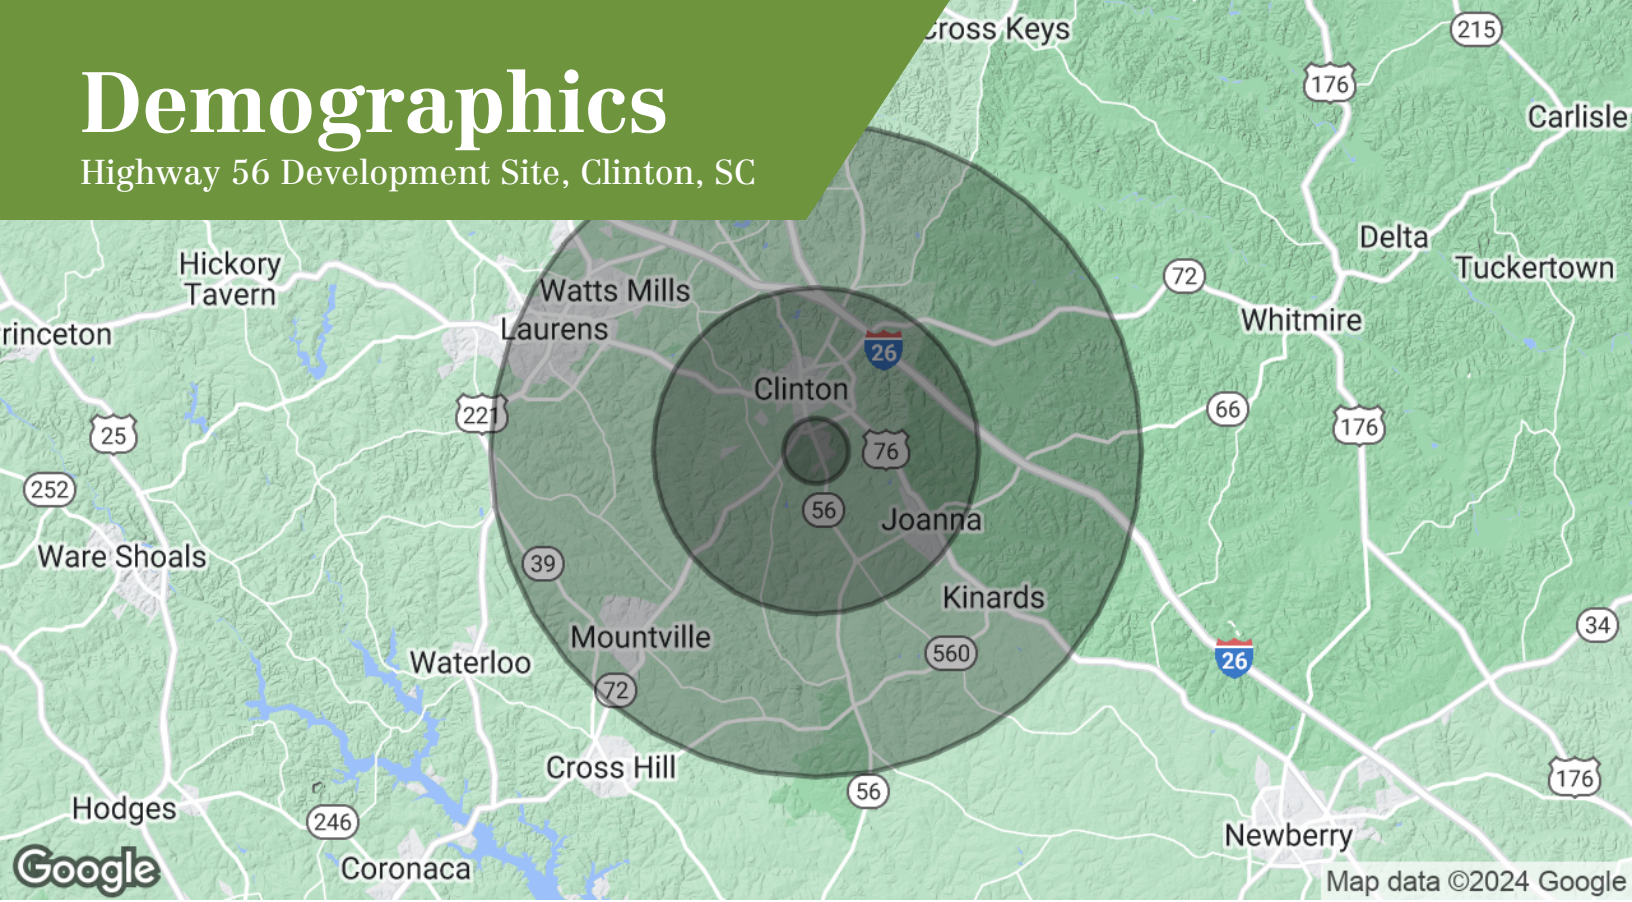 Demographics
Highway 56 Development Site, Clinton, SC
Cross Keys
215
176
Carlisle
Delta
Tuckertown
Hickory
Tavern
72
Watts Mills
Whitmire
rinceton
Laurens
26
Clinton
221
66
25
176
76
252
56
Joanna
Ware Shoals
39
Kinards
34
Mountville
560
26
Waterloo
72
Cross Hill
176
56
Hodges
246
Newberry
Coronaca
Google
Map data ©2024 Google